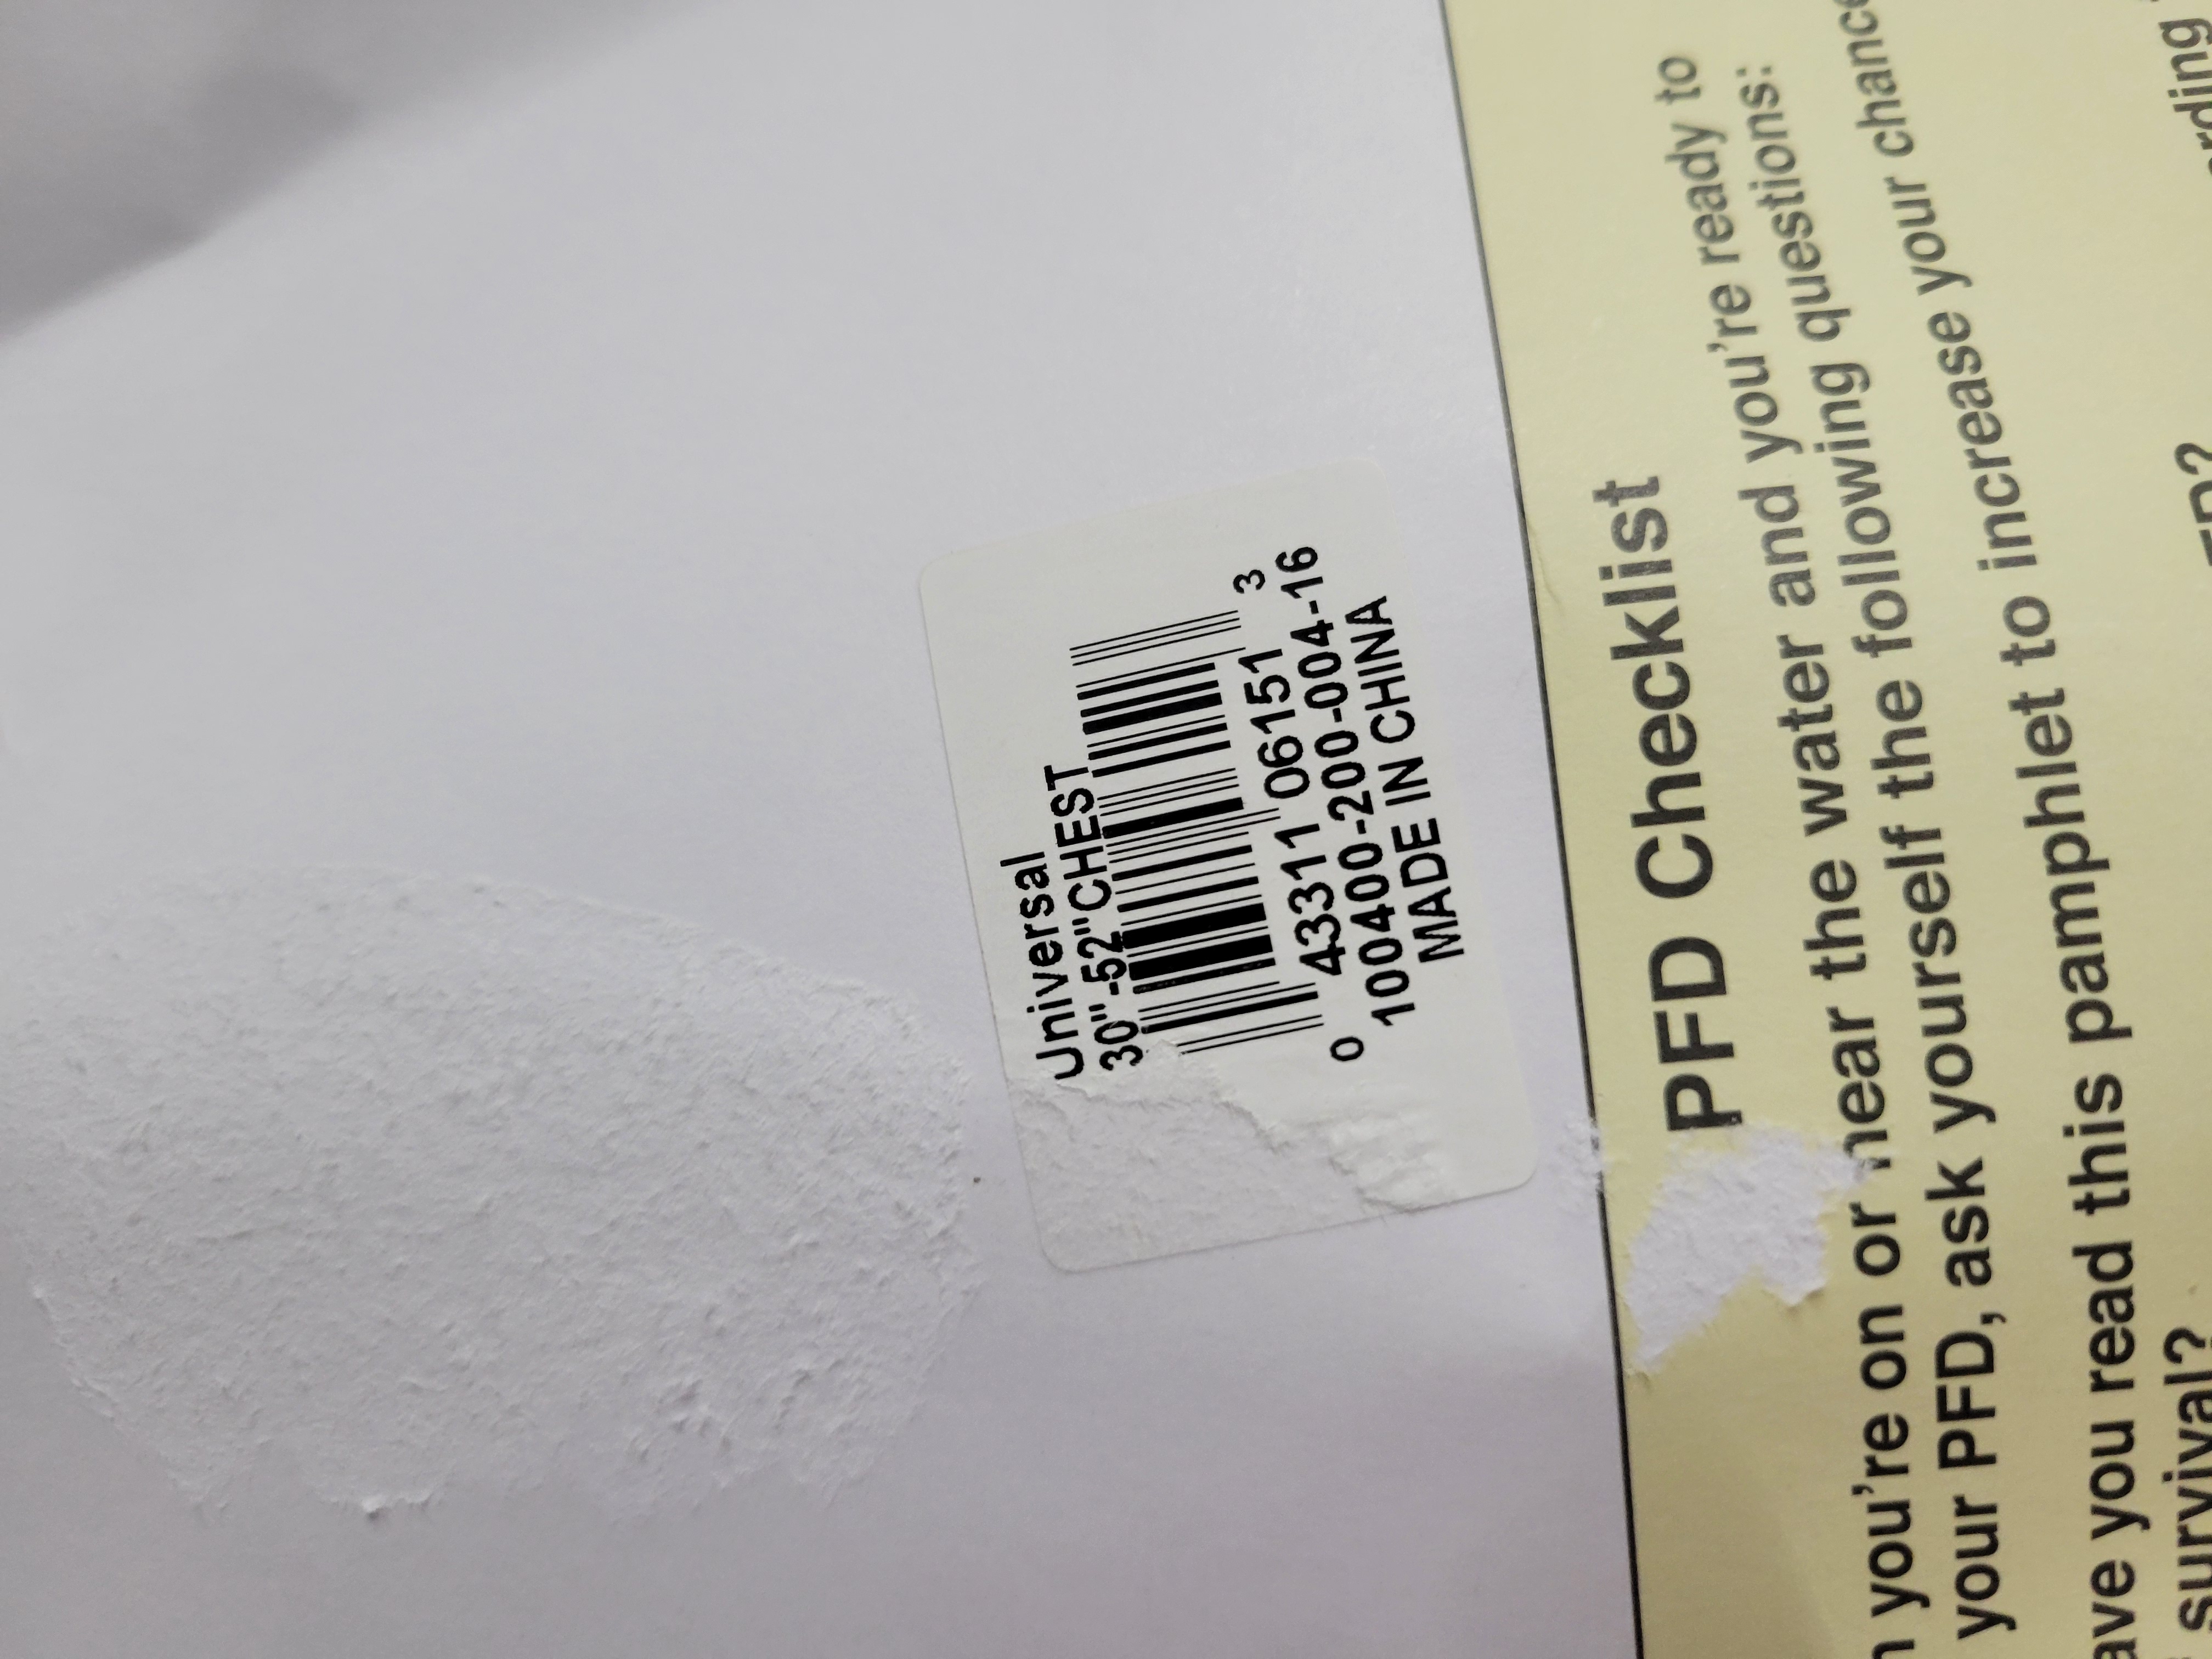 Universal
30"-52"CHEST
0 43311 06151 3
100400-200-004-16
MADE IN CHINA
PFD Checklist
you're on or near the water and you're ready to
your PFD, ask yourself the following questions:
you read this pamphlet to increase your
survival?